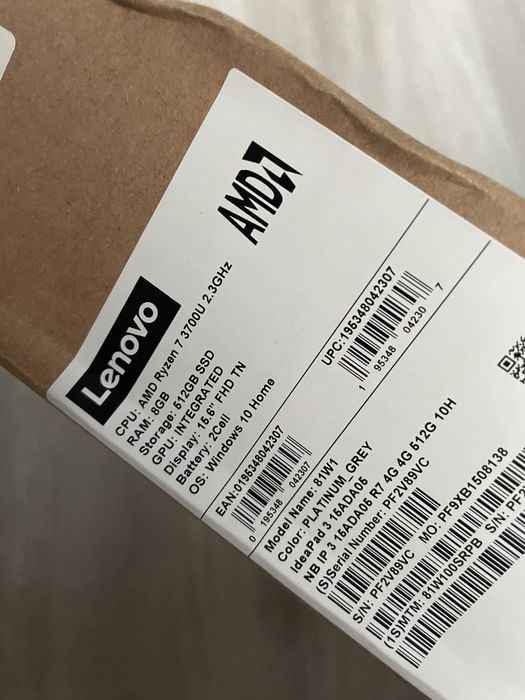 Lenovo
AMD
CPU: AMD Ryzen 7 3700U 2.3GHz
RAM: 8GB
Storage: 512GB SSD
GPU: INTEGRATED
Display: 15.6" FHD TN
Battery: 2Cell
OS: Windows 10 Home
EAN:0195348042307
0 195348 042307
UPC:195348042307
1 95348 04230 7
Model Name: 81W1
Color: PLATINUM_GREY
IdeaPad 3 15ADA05
NB IP 3 15ADA05 R7 4G 4G 512G 10H
(S)Serial Number: PF2V89VC
S/N: PF2V89VC MO: PF9XB1508138
(1S)MTM: 81W100SRPB S/N: PF2